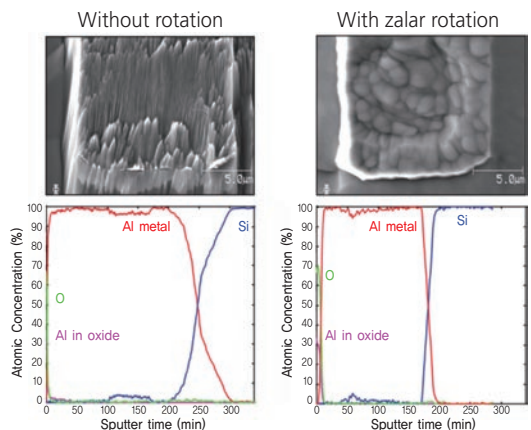 Without rotation
With zalar rotation
5.0μm
5.0μm
100
90
80
70
60
50
40
30
20
10
0
Atomic Concentration (%)
Al metal
Si
O
Al in oxide
0 50 100 150 200 250 300
Sputter time (min)
100
90
80
70
60
50
40
30
20
10
0
Atomic Concentration (%)
Al metal
Si
O
Al in oxide
0 50 100 150 200 250 300
Sputter time (min)